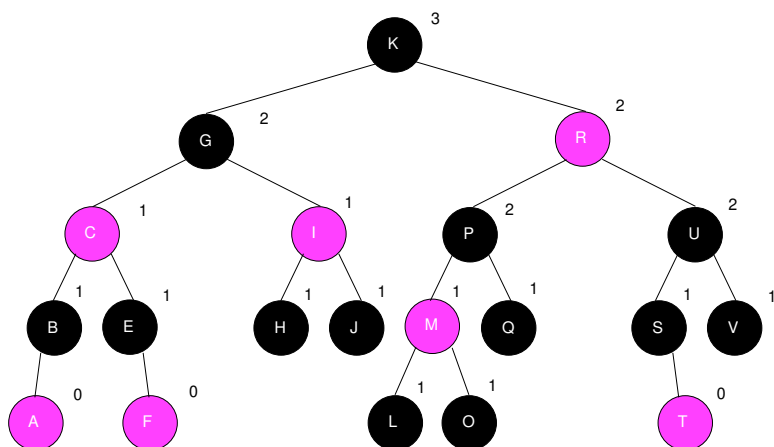 K 3
G 2
R 2
C 1
I 1
P 2
U 2
B 1
E 1
H 1
J 1
M 1
Q 1
S 1
V 1
A 0
F 0
L 1
O 1
T 0